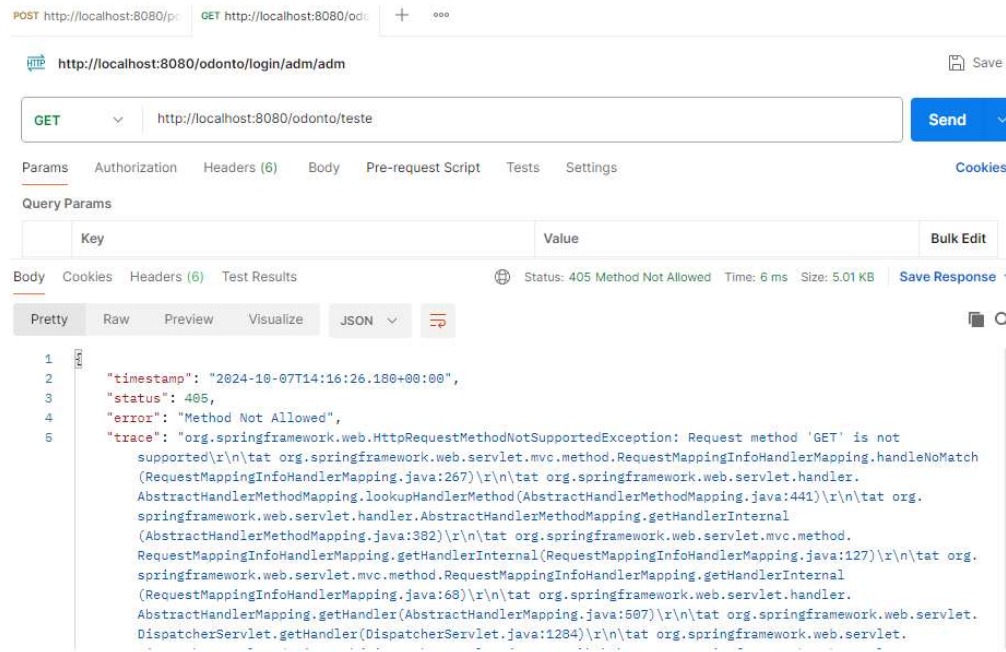 POST http://localhost:8080/po GET http://localhost:8080/odo + ooo
HTTP http://localhost:8080/odonto/login/adm/adm Save
GET http://localhost:8080/odonto/teste Send
Params Authorization Headers (6) Body Pre-request Script Tests Settings Cookies
Query Params
Key Value Bulk Edit
Body Cookies Headers (6) Test Results Status: 405 Method Not Allowed Time: 6 ms Size: 5.01 KB Save Response
Pretty Raw Preview Visualize JSON
1 {
2 "timestamp": "2024-10-07T14:16:26.180+00:00",
3 "status": 405,
4 "error": "Method Not Allowed",
5 "trace": "org.springframework.web.HttpRequestMethodNotSupportedException: Request method 'GET' is not
supported\r\n\tat org.springframework.web.servlet.mvc.method.RequestMappingInfoHandlerMapping.handleNoMatch
(RequestMappingInfoHandlerMapping.java:267)\r\n\tat org.springframework.web.servlet.handler.
AbstractHandlerMethodMapping.lookupHandlerMethod(AbstractHandlerMethodMapping.java:441)\r\n\tat org.
springframework.web.servlet.handler.AbstractHandlerMethodMapping.getHandlerInternal
(AbstractHandlerMethodMapping.java:382)\r\n\tat org.springframework.web.servlet.mvc.method.
RequestMappingInfoHandlerMapping.getHandlerInternal(RequestMappingInfoHandlerMapping.java:127)\r\n\tat org.
springframework.web.servlet.mvc.method.RequestMappingInfoHandlerMapping.getHandlerInternal
(RequestMappingInfoHandlerMapping.java:68)\r\n\tat org.springframework.web.servlet.handler.
AbstractHandlerMapping.getHandler(AbstractHandlerMapping.java:507)\r\n\tat org.springframework.web.servlet.
DispatcherServlet.getHandler(DispatcherServlet.java:1284)\r\n\tat org.springframework.web.servlet.